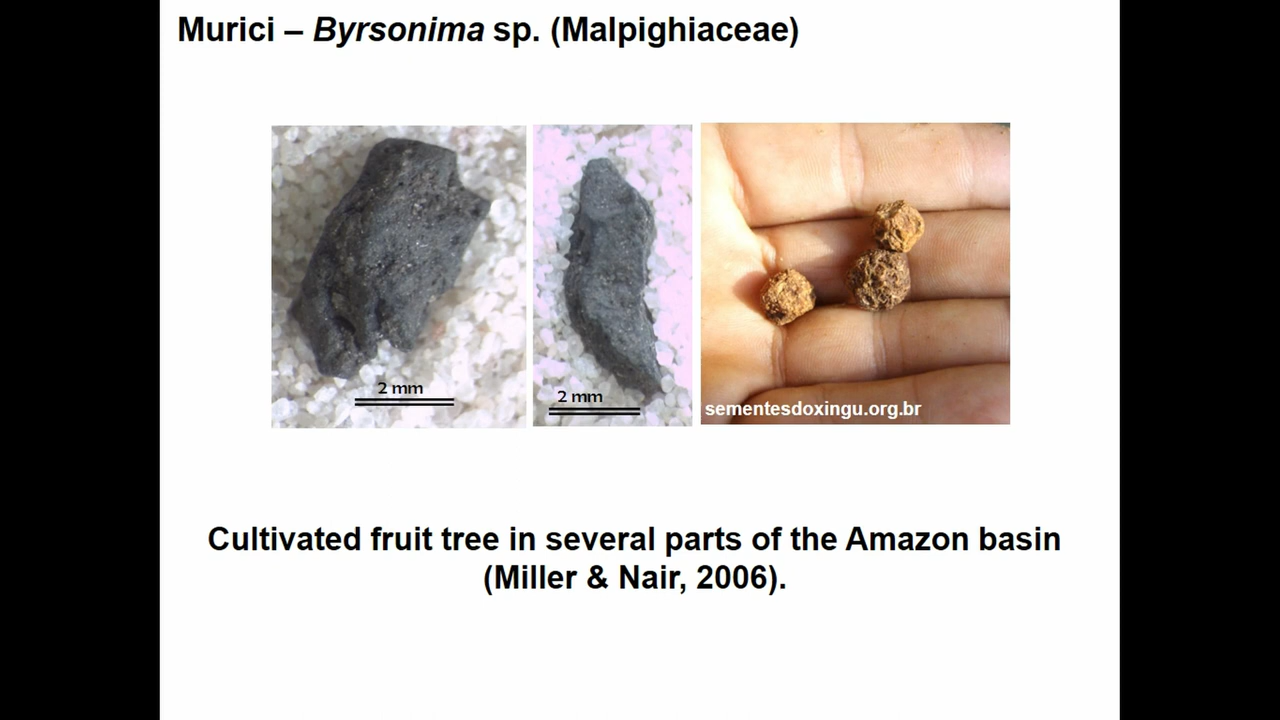 Murici – Byrsonima sp. (Malpighiaceae)
2 mm
2 mm
sementesdoxingu.org.br
Cultivated fruit tree in several parts of the Amazon basin
(Miller & Nair, 2006).